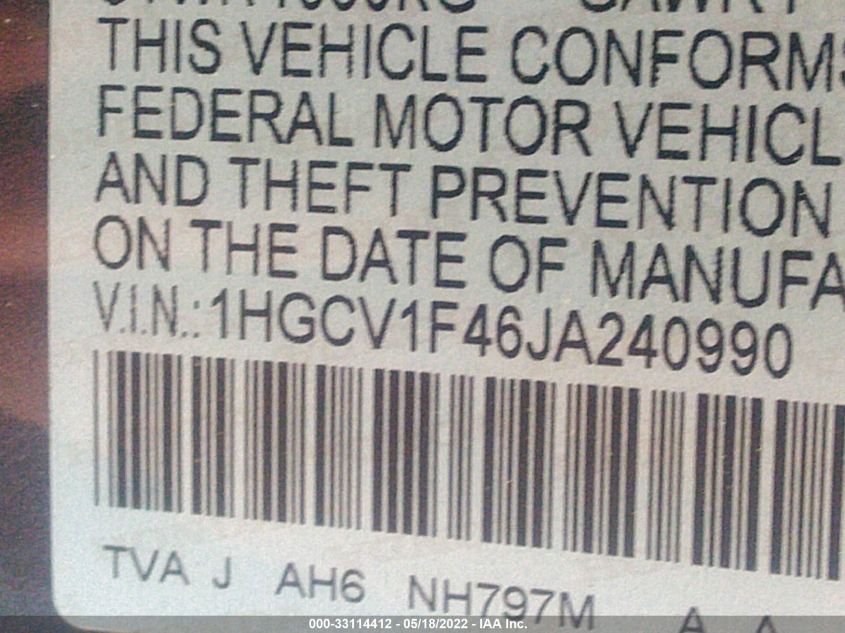 THIS VEHICLE CONFORMS
FEDERAL MOTOR VEHICL
AND THEFT PREVENTION
ON THE DATE OF MANUFA
V.I.N.:1HGCV1F46JA240990
TVA J AH6 NH797M A A
000-33114412 - 05/18/2022 - IAA Inc.